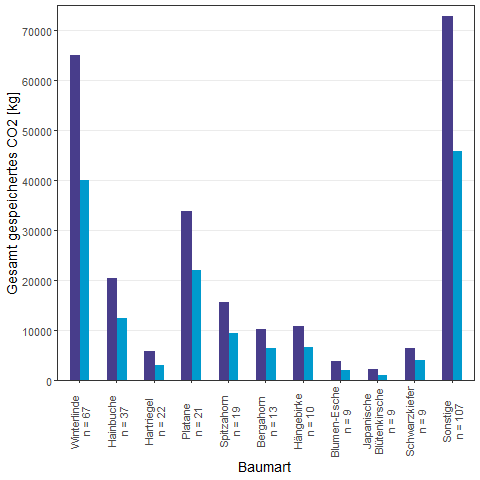 Gesamt gespeichertes CO2 [kg]
70000
60000
50000
40000
30000
20000
10000
0
Winterlinde
n = 67
Hainbuche
n = 37
Hartriegel
n = 22
Platane
n = 21
Spitzahorn
n = 19
Bergahorn
n = 13
Hängebirke
n = 10
Blumen-Esche
n = 9
Japanische
Blütenkirsche
n = 9
Schwarzkiefer
n = 9
Sonstige
n = 107
Baumart